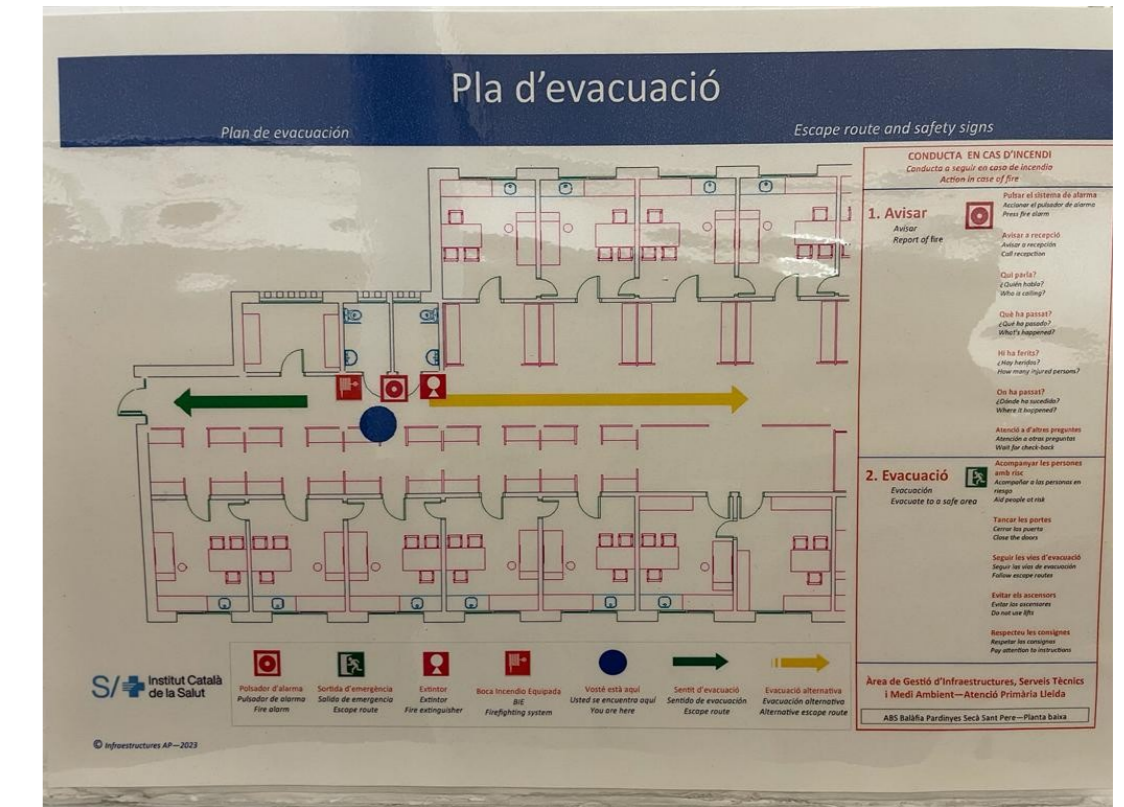 Pla d'evacuació
Plan de evacuación
Escape route and safety signs
CONDUCTA EN CAS D'INCENDI
Conducta a seguir en caso de incendio
Action in case of fire
1. Avisar
Avisar
Report of fire
Pulsar el sistema de alarma
Accionar el pulsador de alarma
Press fire alarm
Avisar a recepció
Avisar a recepción
Call recepction
Qui parla?
¿Quién habla?
Who is calling?
Què ha passat?
¿Qué ha pasado?
What's happened?
Hi ha ferits?
¿Hay heridos?
How many injured persons?
On ha passat?
¿Dónde ha sucedido?
Where it happened?
Atenció a d'altres preguntes
Atención a otras preguntas
Wait for check-back
2. Evacuació
Evacuación
Evacuate to a safe area
Acompanyar les persones
amb risc
Acompañar a las personas en
riesgo
Aid people at risk
Tancar les portes
Cerrar las puerta
Close the doors
Seguir les vies d'evacuació
Seguir las vías de evacuación
Follow escape routes
Evitar els ascensors
Evitar los ascensores
Do not use lifts
Respecteu les consignes
Respetar las consignas
Pay attention to instructions
Àrea de Gestió d'Infraestructures, Serveis Tècnics
i Medi Ambient—Atenció Primària Lleida
ABS Balàfia Pardinyes Secà Sant Pere—Planta baixa
S/ Institut Català
de la Salut
Polsador d'alarma
Pulsador de alarma
Fire alarm
Sortida d'emergència
Salida de emergencia
Escape route
Extintor
Extintor
Fire extinguisher
Boca Incendio Equipada
BIE
Firefighting system
Vostè està aquí
Usted se encuentra aquí
You are here
Sentit d'evacuació
Sentido de evacuación
Escape route
Evacuació alternativa
Evacuación alternativa
Alternative escape route
© Infraestructures AP—2023